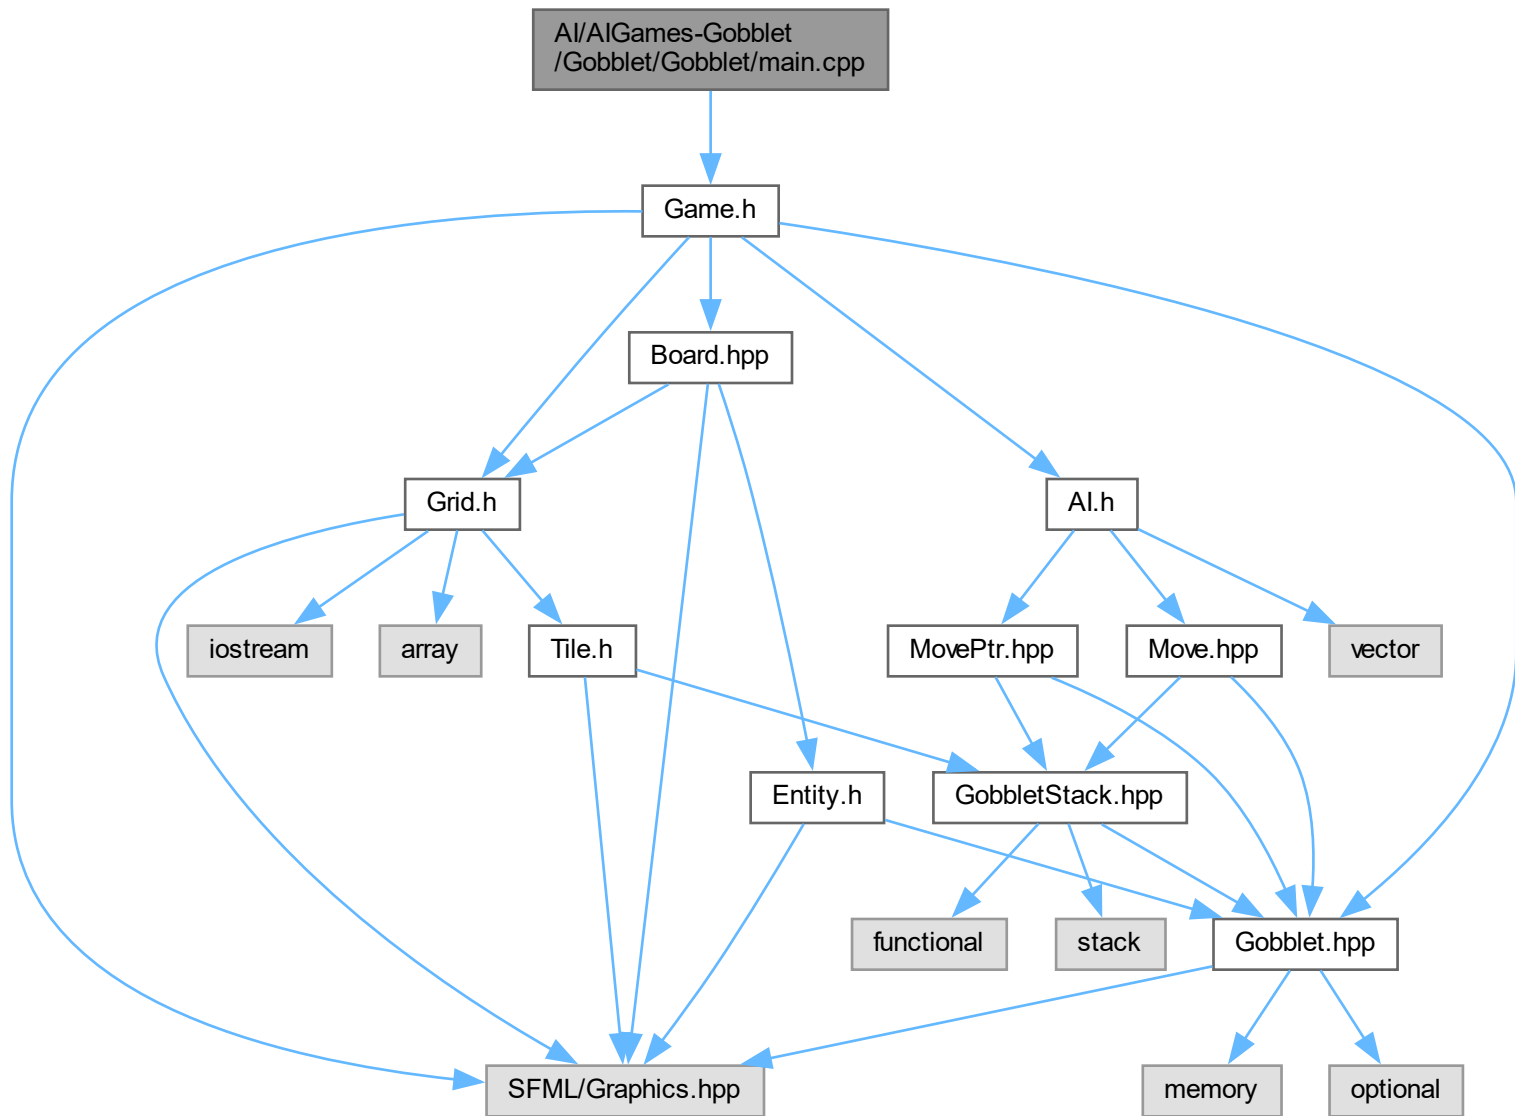 AI/AIGames-Gobblet
/Gobblet/Gobblet/main.cpp
Game.h
Board.hpp
Grid.h
AI.h
iostream
array
Tile.h
MovePtr.hpp
Move.hpp
vector
Entity.h
GobbletStack.hpp
functional
stack
Gobblet.hpp
SFML/Graphics.hpp
memory
optional